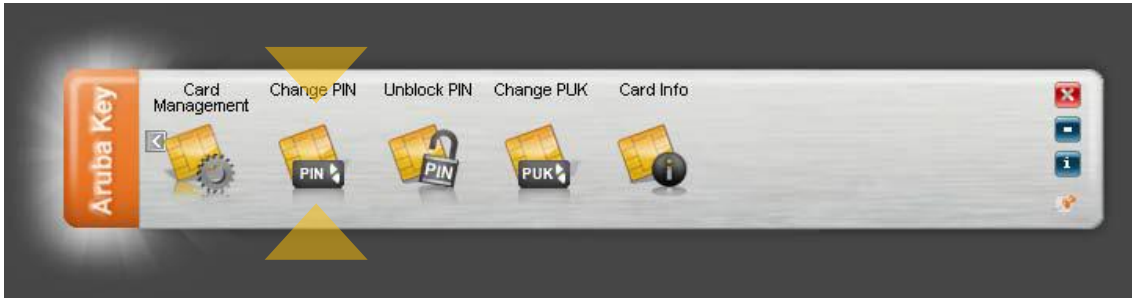 Aruba Key
Card
Management
Change PIN
Unblock PIN
Change PUK
Card Info
PIN
PIN
PUK
i
i